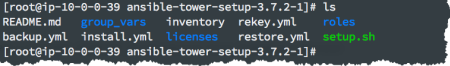 [root@ip-10-0-0-39 ansible-tower-setup-3.7.2-1]# ls
README.md group_vars inventory rekey.yml roles
backup.yml install.yml licenses restore.yml setup.sh
[root@ip-10-0-0-39 ansible-tower-setup-3.7.2-1]#